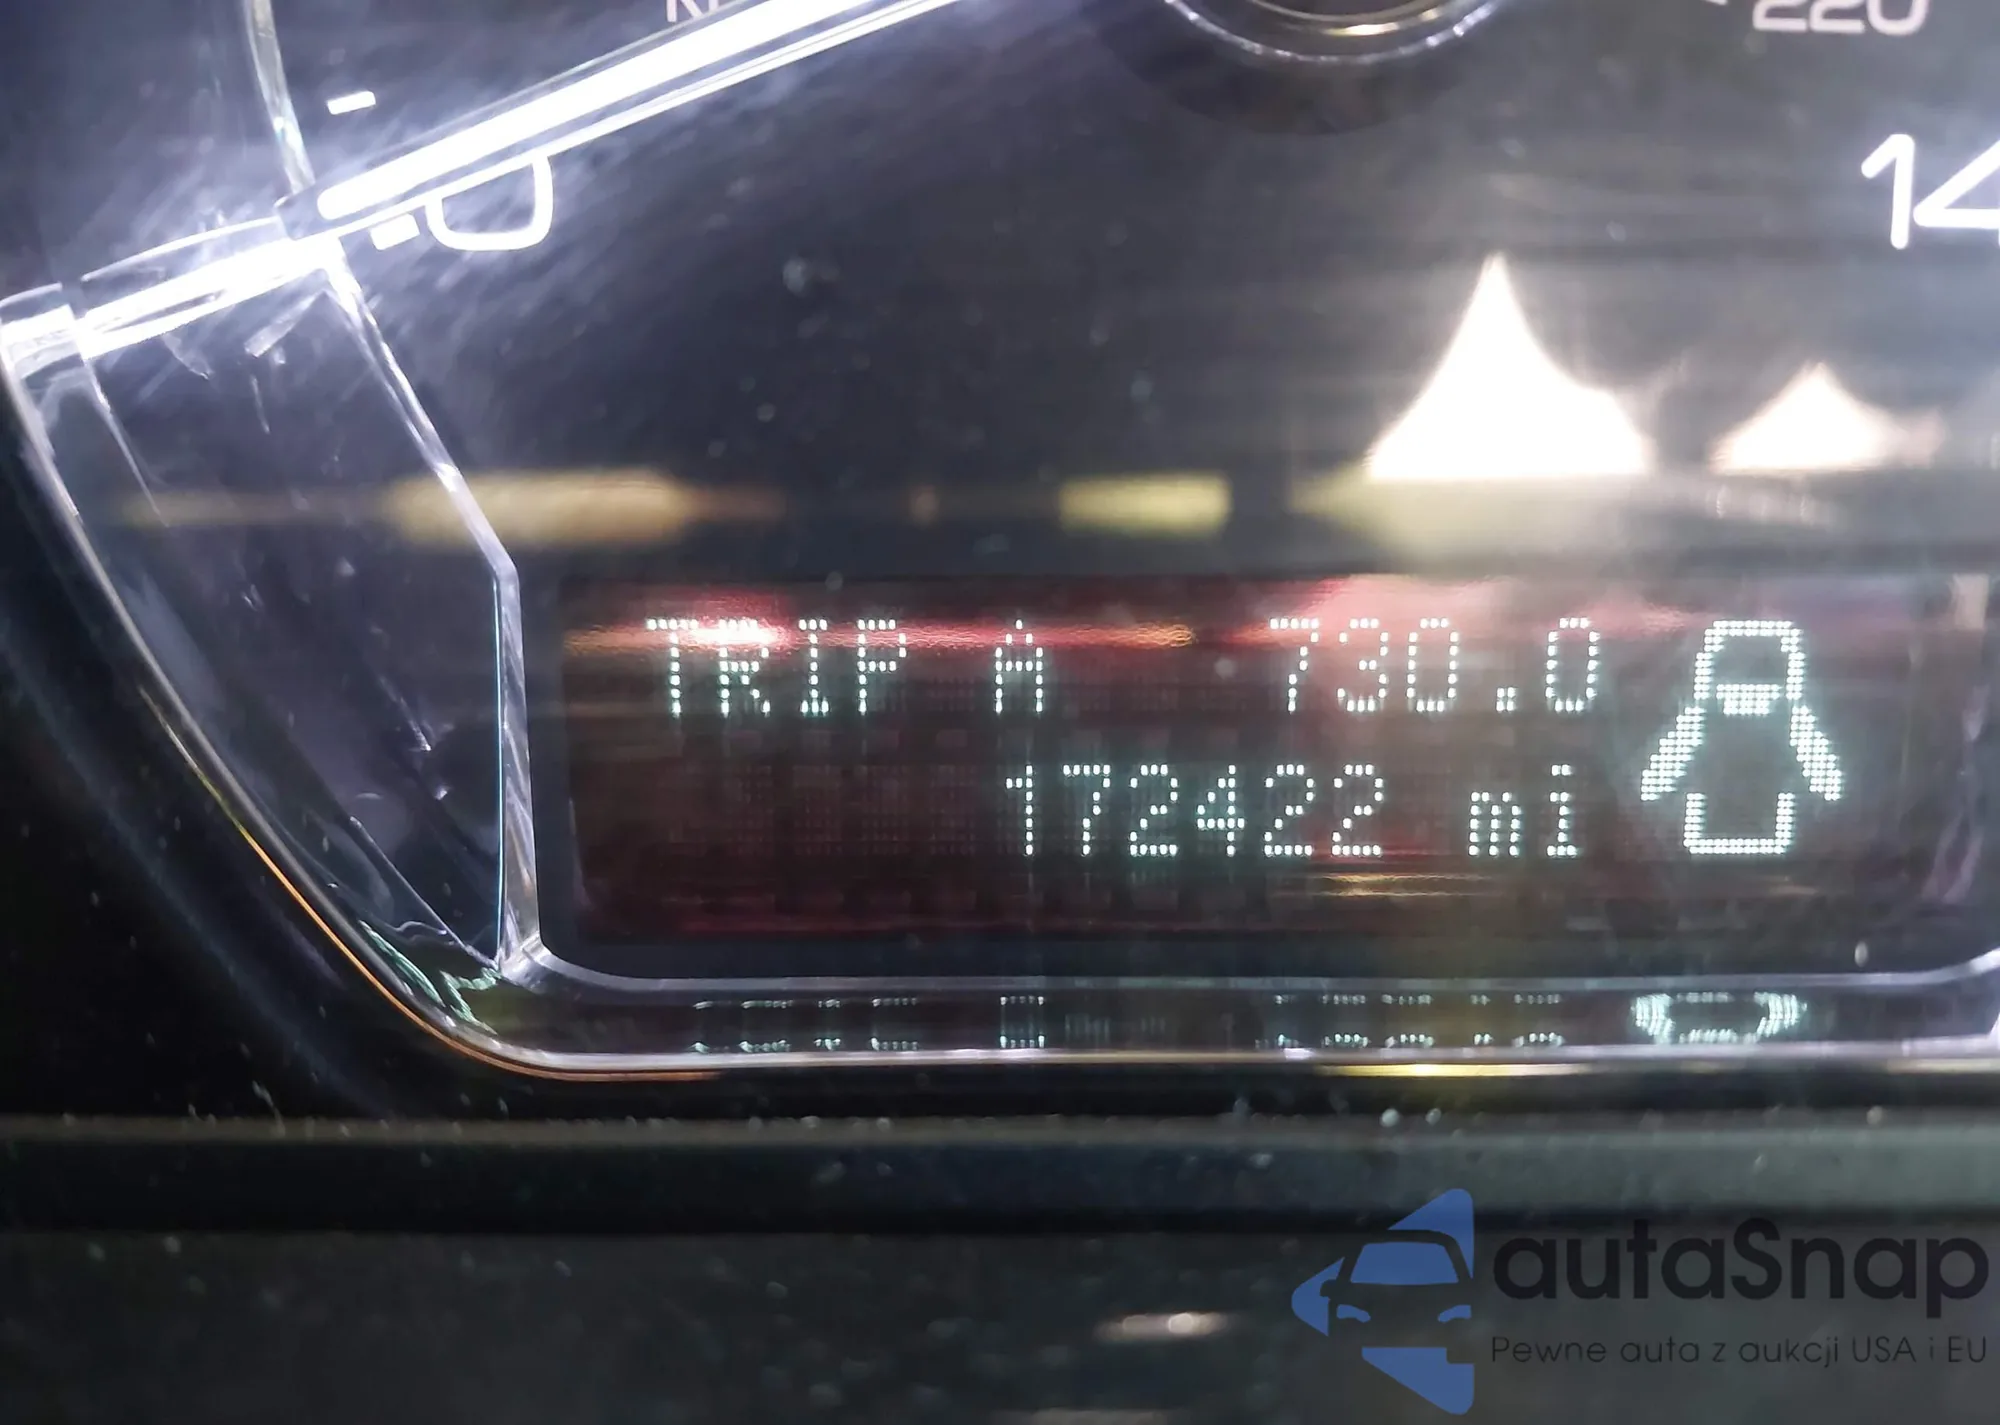 220
14
TRIP A 730.0
172422 mi
autaSnap
Pewne auta z aukcji USA i EU